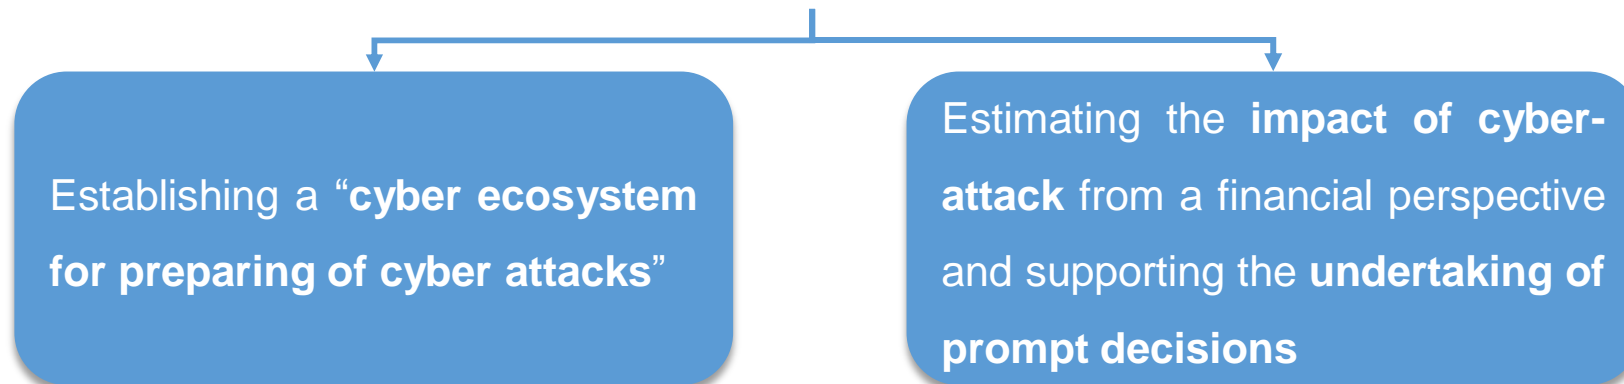 Establishing a “cyber ecosystem
for preparing of cyber attacks”
Estimating the impact of cyber-
attack from a financial perspective
and supporting the undertaking of
prompt decisions